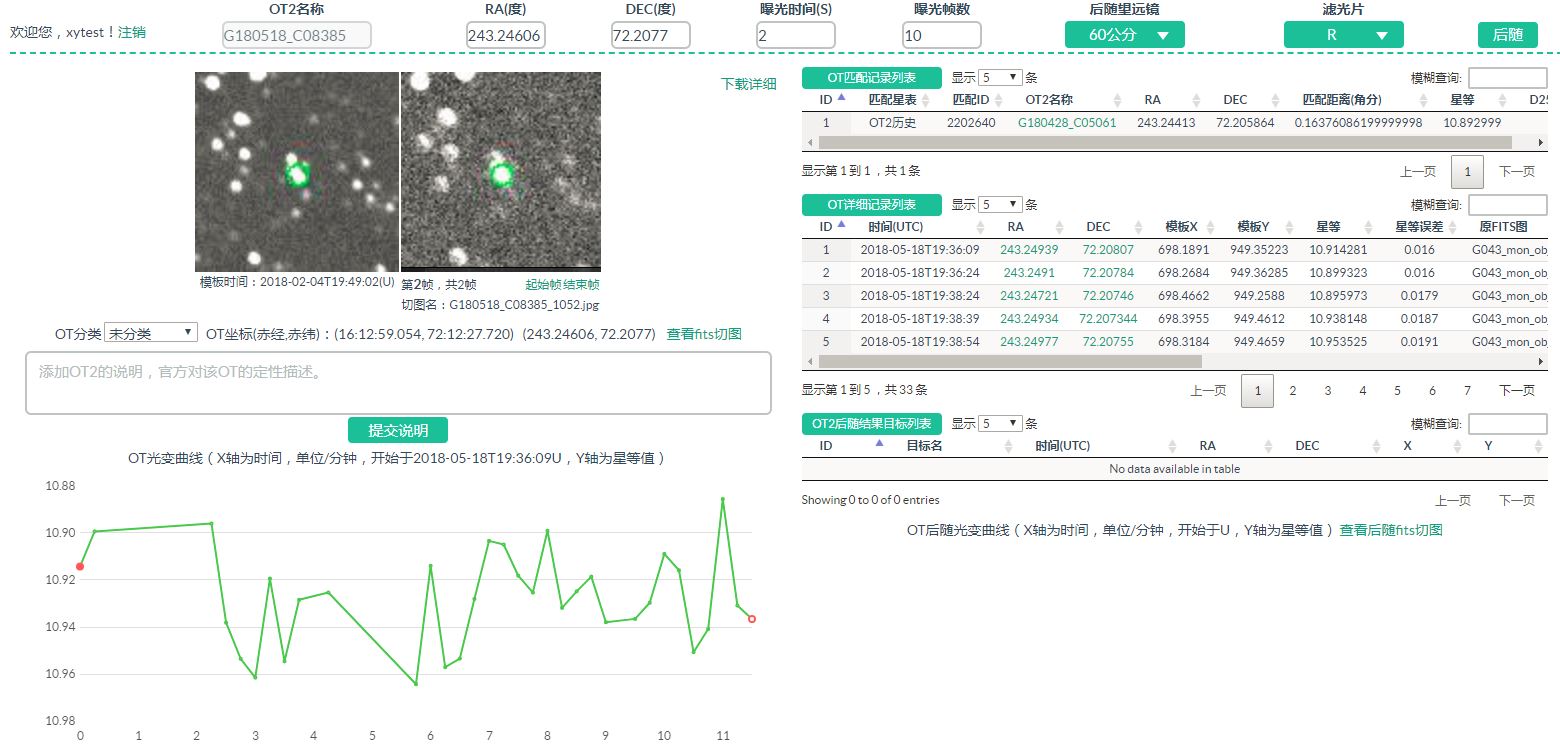 OT2名称 RA(度) DEC(度) 曝光时间(S) 曝光帧数 后随望远镜 滤光片
欢迎您，xytest！注销 G180518_C08385 243.24606 72.2077 2 10 60公分 R 后随
下载详细
模板时间：2018-02-04T19:49:02(U)
第2帧，共2帧 起始帧 结束帧
切图名：G180518_C08385_1052.jpg
OT分类 未分类 OT坐标(赤经,赤纬)：(16:12:59.054, 72:12:27.720) (243.24606, 72.2077) 查看fits切图
添加OT2的说明，官方对该OT的定性描述。
提交说明
OT光变曲线（X轴为时间，单位/分钟，开始于2018-05-18T19:36:09U，Y轴为星等值）
10.88
10.90
10.92
10.94
10.96
10.98
0 1 2 3 4 5 6 7 8 9 10 11
OT匹配记录列表 显示 5 条 模糊查询:
ID 匹配星表 匹配ID OT2名称 RA DEC 匹配距离(角分) 星等 D25
1 OT2历史 2202640 G180428_C05061 243.24413 72.205864 0.16376086199999998 10.892999
显示第 1 到 1 ，共 1 条 上一页 1 下一页
OT详细记录列表 显示 5 条 模糊查询:
ID 时间(UTC) RA DEC 模板X 模板Y 星等 星等误差 原FITS图
1 2018-05-18T19:36:09 243.24939 72.20807 698.1891 949.35223 10.914281 0.016 G043_mon_ob
2 2018-05-18T19:36:24 243.2491 72.20784 698.2684 949.36285 10.899323 0.016 G043_mon_ob
3 2018-05-18T19:38:24 243.24721 72.20746 698.4662 949.2588 10.895973 0.0179 G043_mon_ob
4 2018-05-18T19:38:39 243.24934 72.207344 698.3955 949.4612 10.938148 0.0187 G043_mon_ob
5 2018-05-18T19:38:54 243.24977 72.20755 698.3184 949.4659 10.953525 0.0191 G043_mon_ob
显示第 1 到 5 ，共 33 条 上一页 1 2 3 4 5 6 7 下一页
OT2后随结果目标列表 显示 5 条 模糊查询:
ID 目标名 时间(UTC) RA DEC X Y
No data available in table
Showing 0 to 0 of 0 entries 上一页 下一页
OT后随光变曲线（X轴为时间，单位/分钟，开始于U，Y轴为星等值）查看后随fits切图